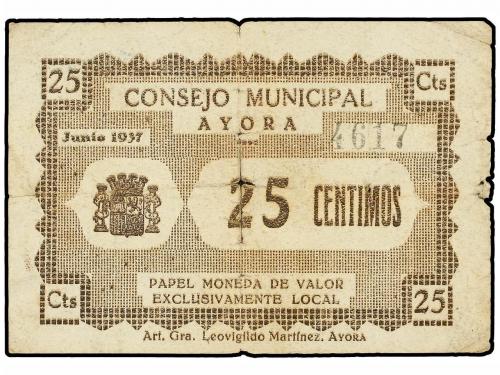 25 Cts
CONSEJO MUNICIPAL
AYORA
Junio 1937
4617
25 CENTIMOS
PAPEL MONEDA DE VALOR
EXCLUSIVAMENTE LOCAL
Cts 25
Art. Gra. Leovigildo Martínez. AYORA